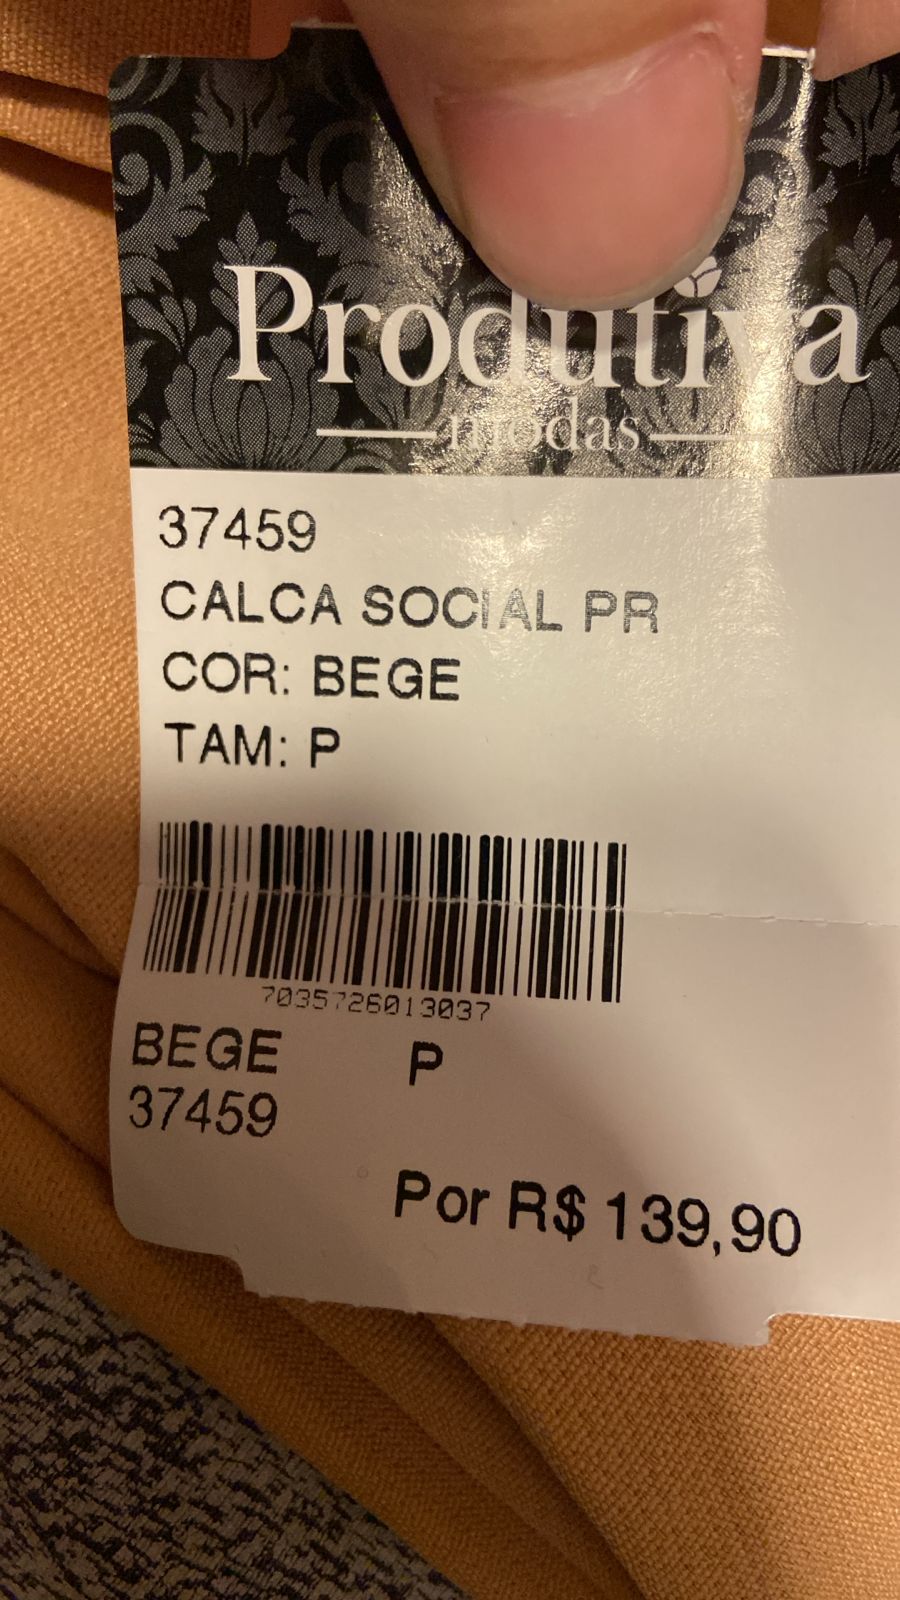 Produtiva
modas
37459
CALCA SOCIAL PR
COR: BEGE
TAM: P
7035726013037
BEGE P
37459
Por R$ 139,90